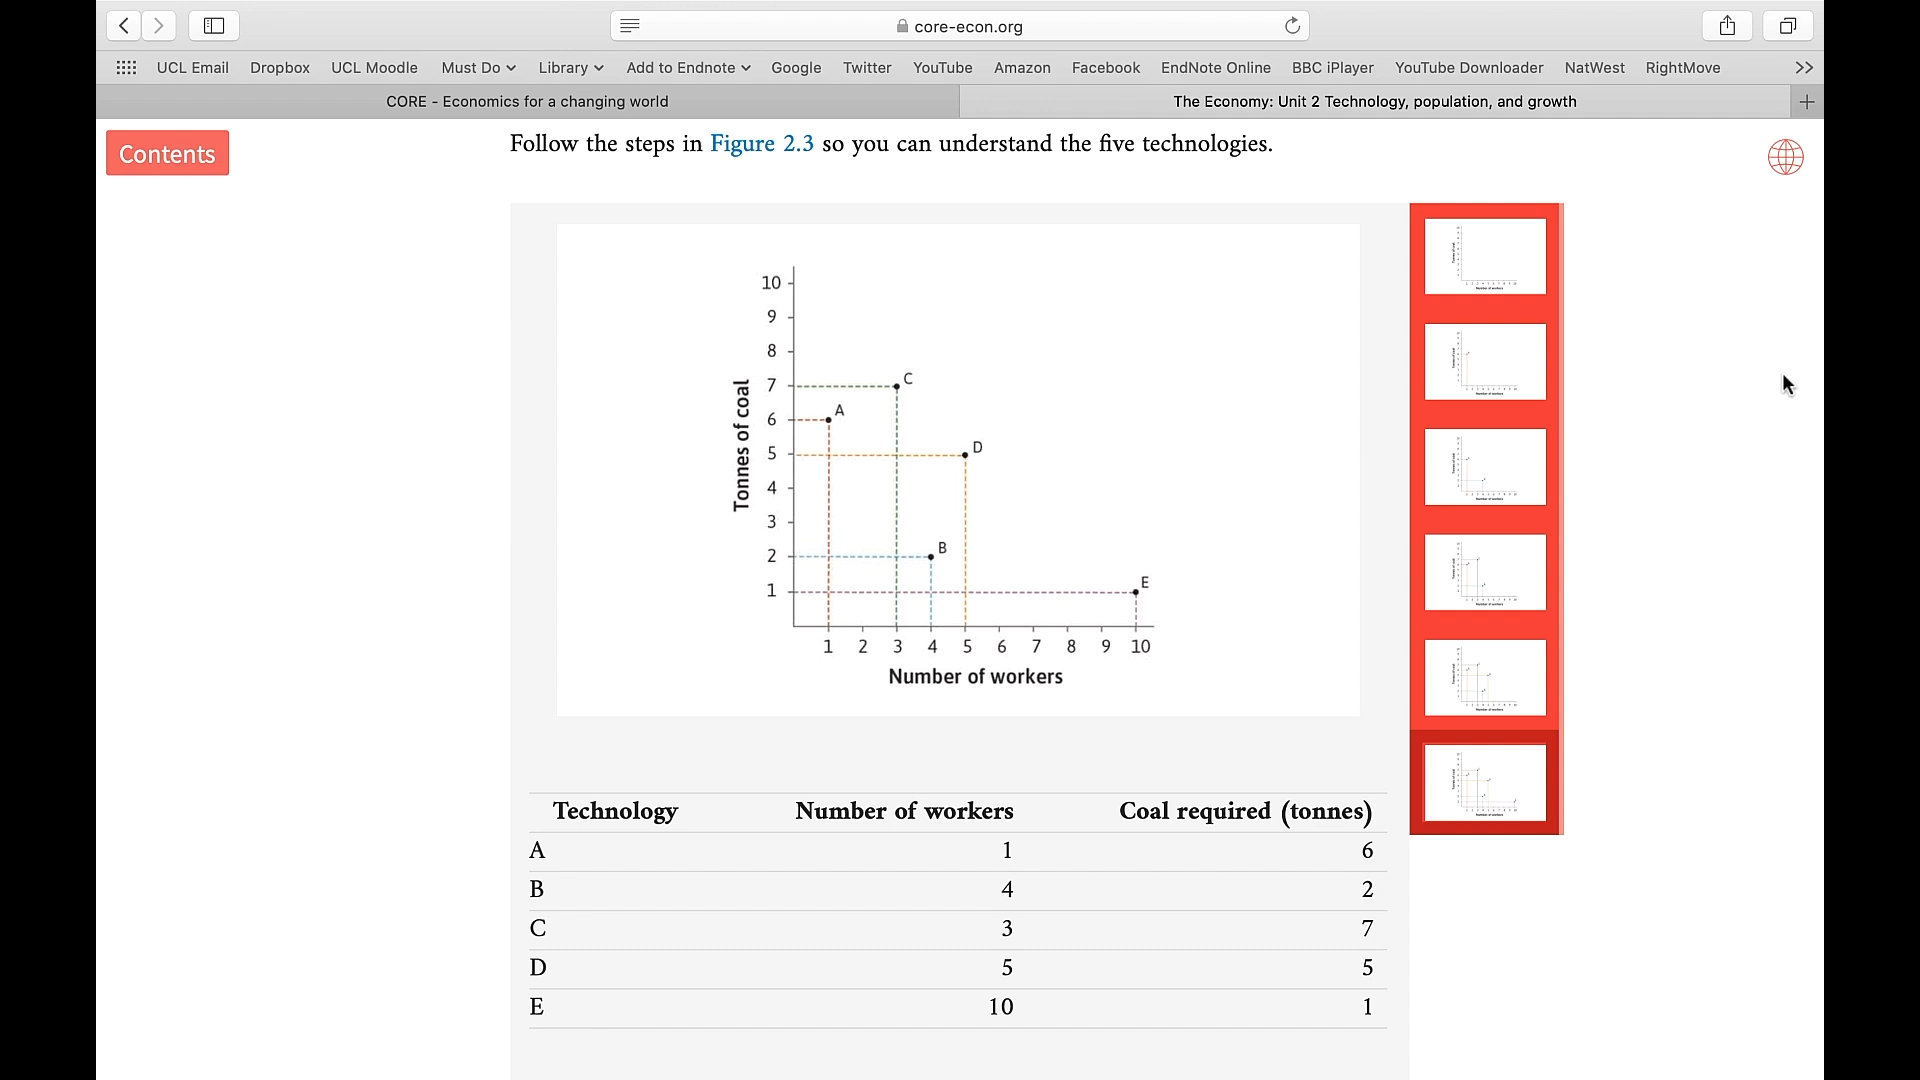 core-econ.org
UCL Email Dropbox UCL Moodle Must Do Library Add to Endnote Google Twitter YouTube Amazon Facebook EndNote Online BBC iPlayer YouTube Downloader NatWest RightMove
CORE - Economics for a changing world The Economy: Unit 2 Technology, population, and growth
Contents
Follow the steps in Figure 2.3 so you can understand the five technologies.
10
9
8
7 C
6 A
5 D
4
3
2 B
1 E
Tonnes of coal
1 2 3 4 5 6 7 8 9 10
Number of workers
Technology Number of workers Coal required (tonnes)
A 1 6
B 4 2
C 3 7
D 5 5
E 10 1